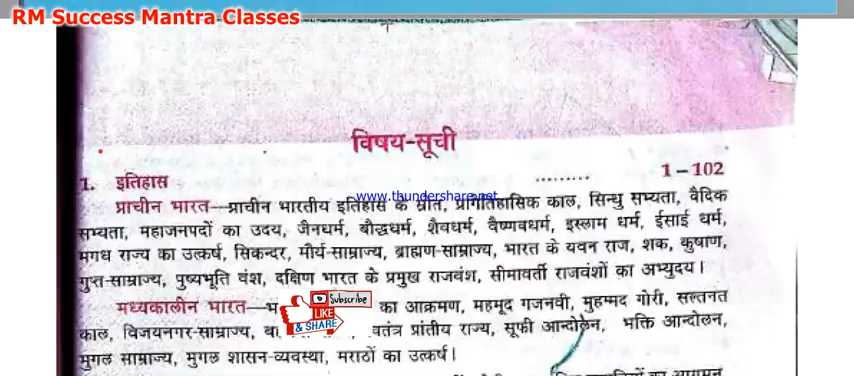 RM Success Mantra Classes
विषय-सूची
1. इतिहास ......... 1-102
www.thundershare.net
प्राचीन भारत—प्राचीन भारतीय इतिहास के स्रोत, प्रागैतिहासिक काल, सिन्धु सभ्यता, वैदिक
सभ्यता, महाजनपदों का उदय, जैनधर्म, बौद्धधर्म, शैवधर्म, वैष्णवधर्म, इस्लाम धर्म, ईसाई धर्म,
मगध राज्य का उत्कर्ष, सिकन्दर, मौर्य-साम्राज्य, ब्राह्मण-साम्राज्य, भारत के यवन राज, शक, कुषाण,
गुप्त-साम्राज्य, पुष्यभूति वंश, दक्षिण भारत के प्रमुख राजवंश, सीमावर्ती राजवंशों का अभ्युदय।
मध्यकालीन भारत— का आक्रमण, महमूद गजनवी, मुहम्मद गोरी, सल्तनत
Subscribe
LIKE
& SHARE
काल, विजयनगर-साम्राज्य, प्रांतीय राज्य, सूफी आन्दोलन, भक्ति आन्दोलन,
मुगल साम्राज्य, मुगल शासन-व्यवस्था, मराठों का उत्कर्ष।